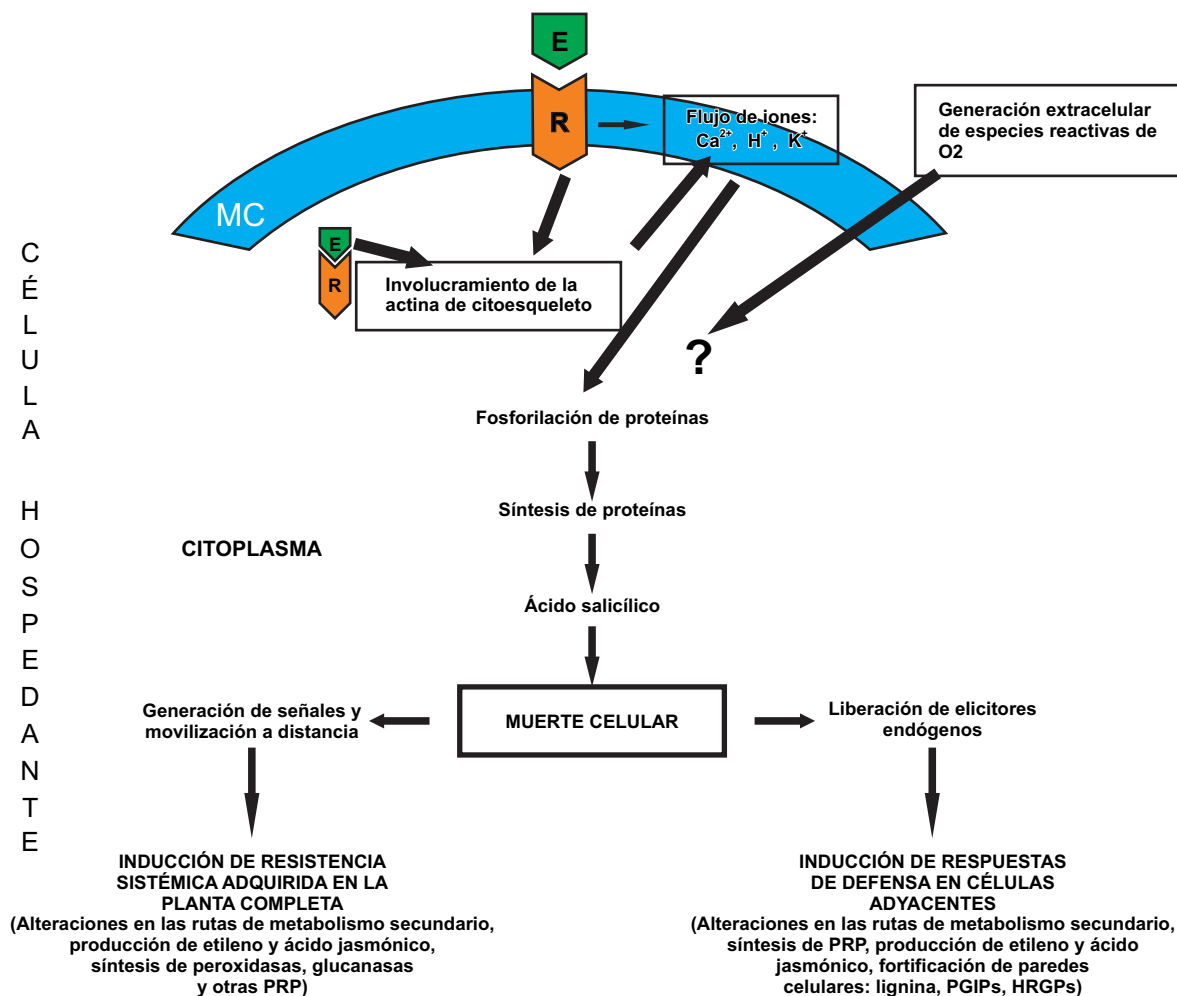 E
R
Flujo de iones:
Ca2+, H+ , K+
Generación extracelular
de especies reactivas de
O2
MC
E
R
Involucramiento de la
actina de citoesqueleto
?
Fosforilación de proteínas
Síntesis de proteínas
CITOPLASMA
Ácido salicílico
Generación de señales y
movilización a distancia
MUERTE CELULAR
Liberación de elicitores
endógenos
INDUCCIÓN DE RESISTENCIA
SISTÉMICA ADQUIRIDA EN LA
PLANTA COMPLETA
(Alteraciones en las rutas de metabolismo secundario,
producción de etileno y ácido jasmónico,
síntesis de peroxidasas, glucanasas
y otras PRP)
INDUCCIÓN DE RESPUESTAS
DE DEFENSA EN CÉLULAS
ADYACENTES
(Alteraciones en las rutas de metabolismo secundario,
síntesis de PRP, producción de etileno y ácido
jasmónico, fortificación de paredes
celulares: lignina, PGIPs, HRGPs)
CÉLULA HOSPEDANTE